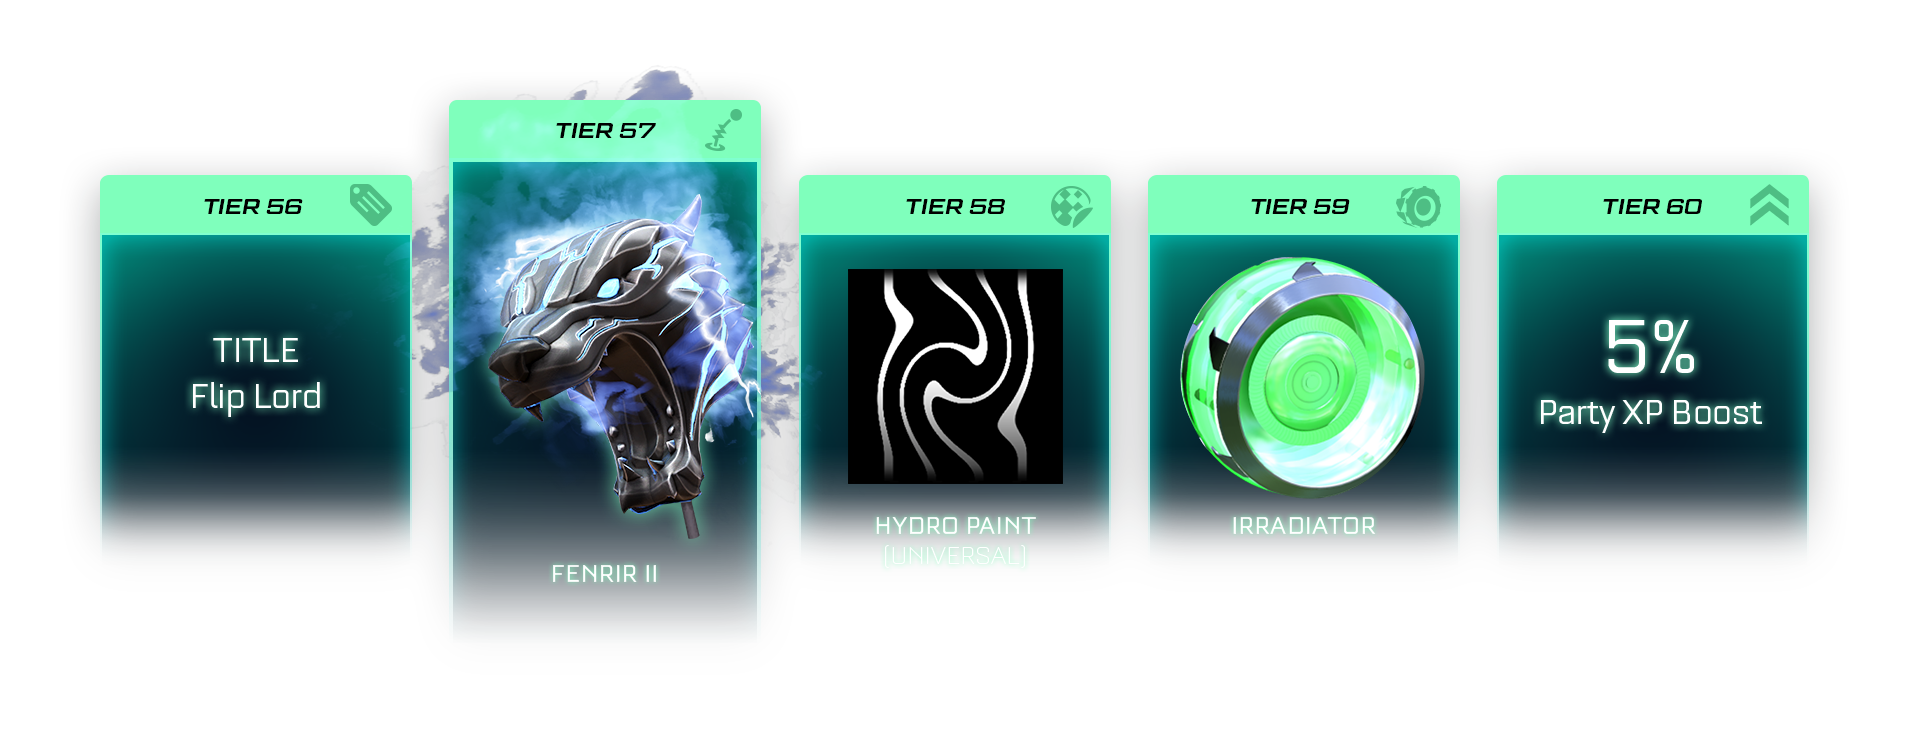 TIER 56
TITLE
Flip Lord
TIER 57
FENRIR II
TIER 58
HYDRO PAINT
[UNIVERSAL]
TIER 59
IRRADIATOR
TIER 60
5%
Party XP Boost